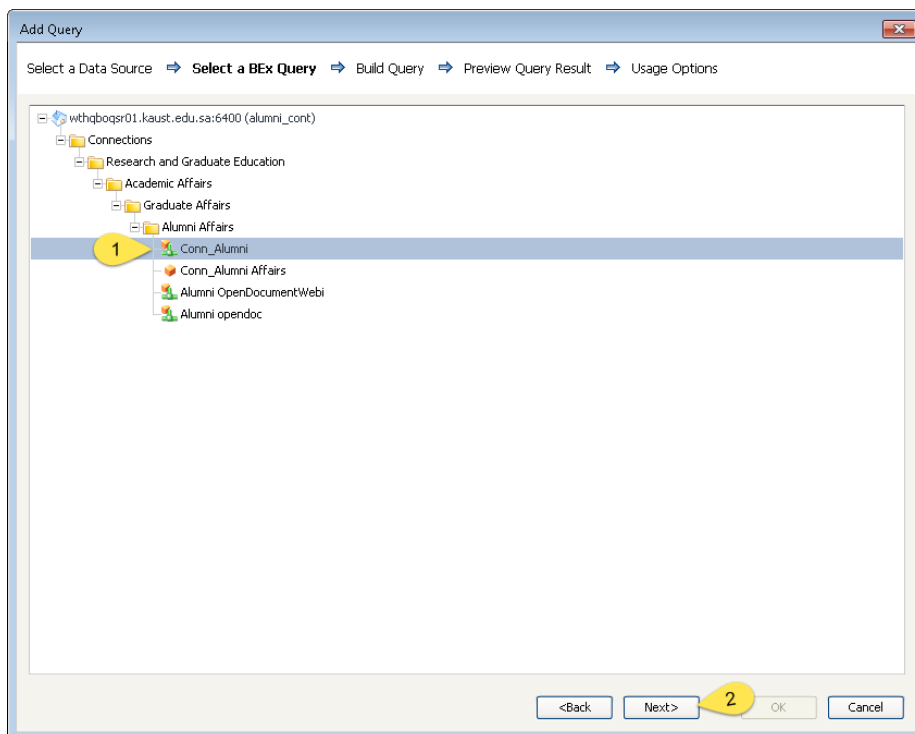 Add Query
Select a Data Source ⇒ Select a BEx Query ⇒ Build Query ⇒ Preview Query Result ⇒ Usage Options
wthqboqsr01.kaust.edu.sa:6400 (alumni_cont)
Connections
Research and Graduate Education
Academic Affairs
Graduate Affairs
Alumni Affairs
1 Conn_Alumni
Conn_Alumni Affairs
Alumni OpenDocumentWebi
Alumni opendoc
<Back Next> 2 OK Cancel